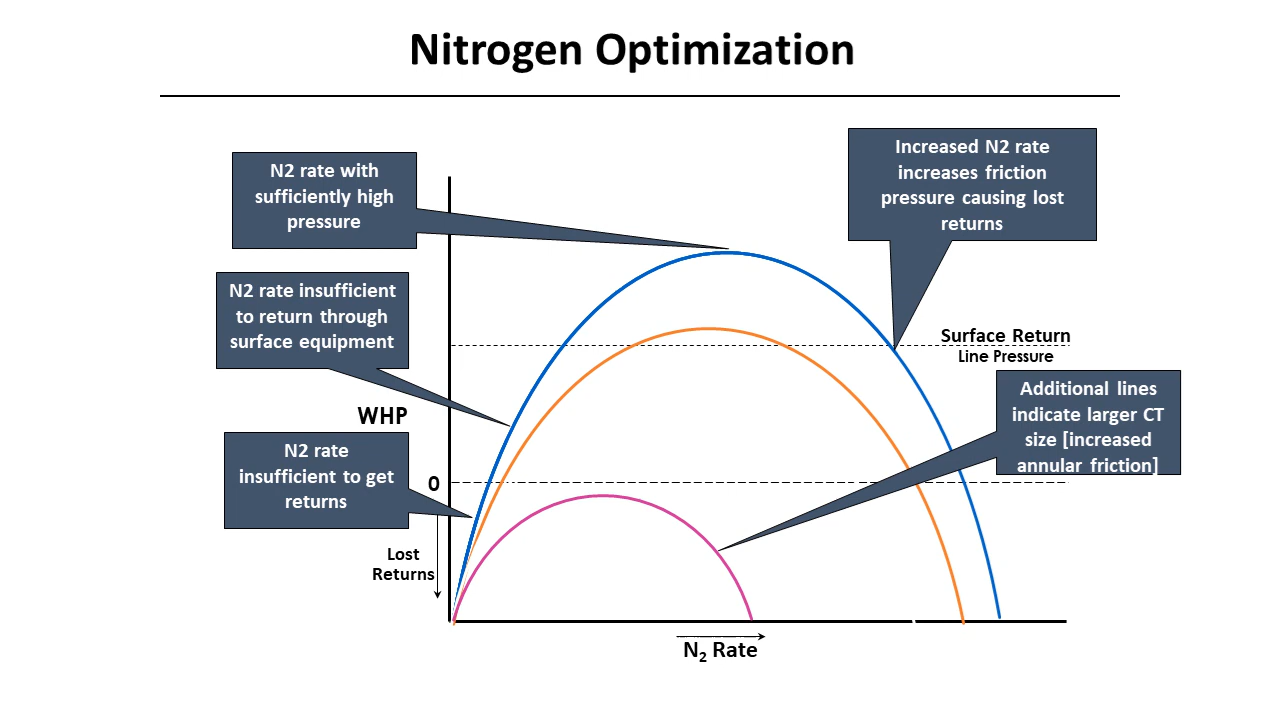 Nitrogen Optimization
N2 rate with
sufficiently high
pressure
Increased N2 rate
increases friction
pressure causing lost
returns
N2 rate insufficient
to return through
surface equipment
Surface Return
Line Pressure
Additional lines
indicate larger CT
size [increased
annular friction]
WHP
N2 rate
insufficient to get
returns
0
Lost
Returns
N₂ Rate